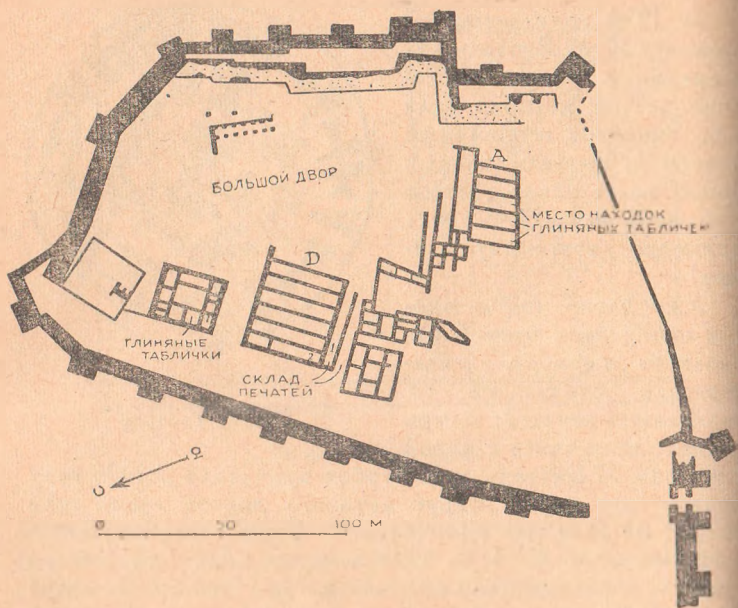 A
БОЛЬШОЙ ДВОР
МЕСТО НАХОДОК
ГЛИНЯНЫХ ТАБЛИЧЕК
D
ГЛИНЯНЫЕ
ТАБЛИЧКИ
СКЛАД
ПЕЧАТЕЙ
Ю
С
0 50 100 М